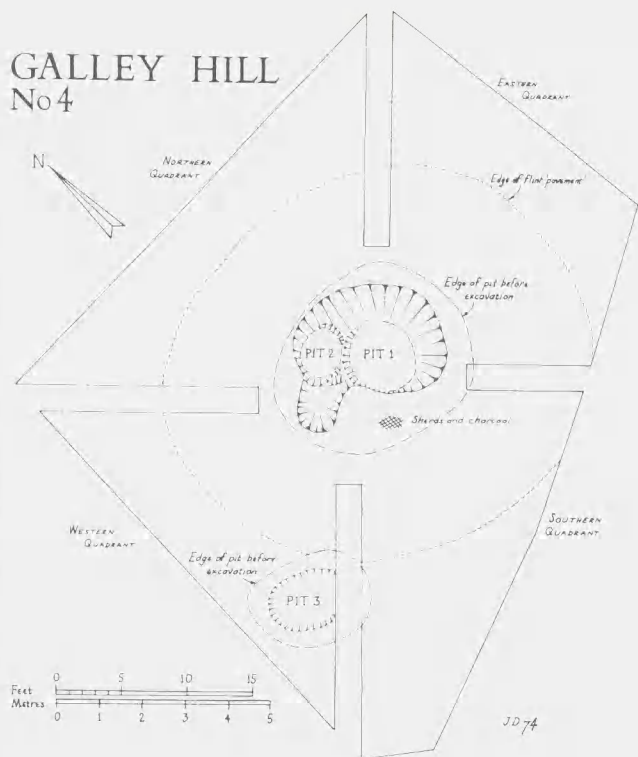 GALLEY HILL
No 4
N
NORTHERN
QUADRANT
EASTERN
QUADRANT
Edge of flint pavement
Edge of pit before
excavation
PIT 2
PIT 1
Sherds and charcoal
WESTERN
QUADRANT
SOUTHERN
QUADRANT
Edge of pit before
excavation
PIT 3
0 5 10 15
Feet
Metres
0 1 2 3 4 5
J.D 74